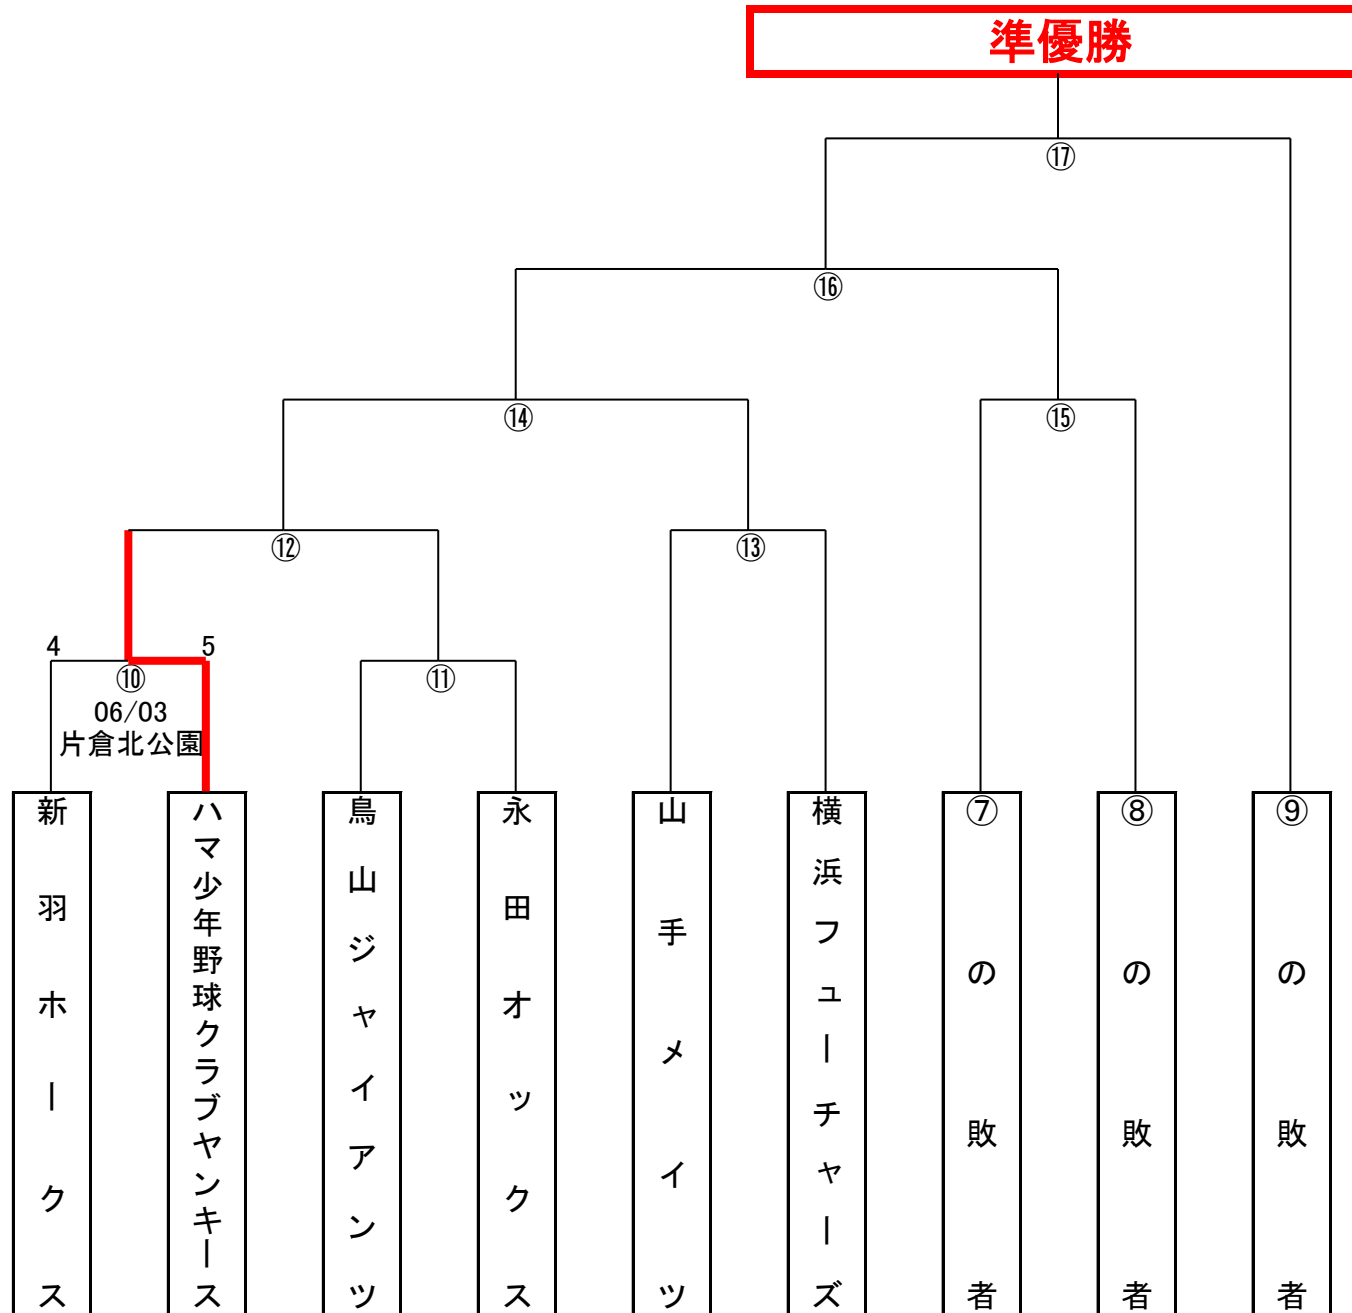 準優勝
⑰
⑯
⑭
⑮
⑫
⑬
4
5
⑩
⑪
06/03
片倉北公園
新羽ホークス
ハマ少年野球クラブヤンキース
鳥山ジャイアンツ
永田オックス
山手メイツ
横浜フューチャーズ
⑦の敗者
⑧の敗者
⑨の敗者